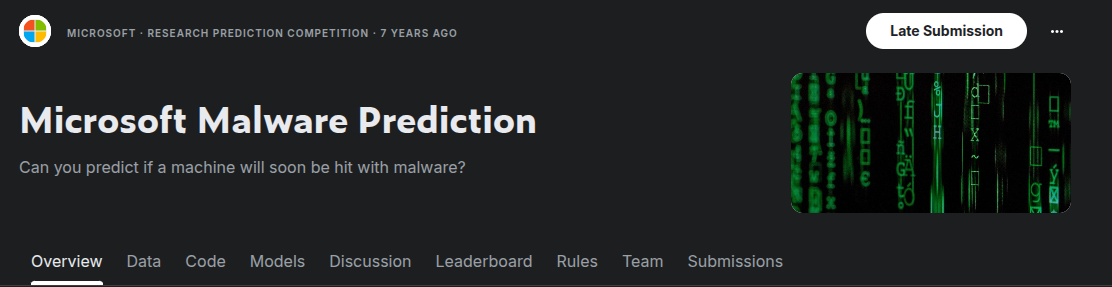 MICROSOFT · RESEARCH PREDICTION COMPETITION · 7 YEARS AGO
Late Submission
Microsoft Malware Prediction
Can you predict if a machine will soon be hit with malware?
Overview Data Code Models Discussion Leaderboard Rules Team Submissions